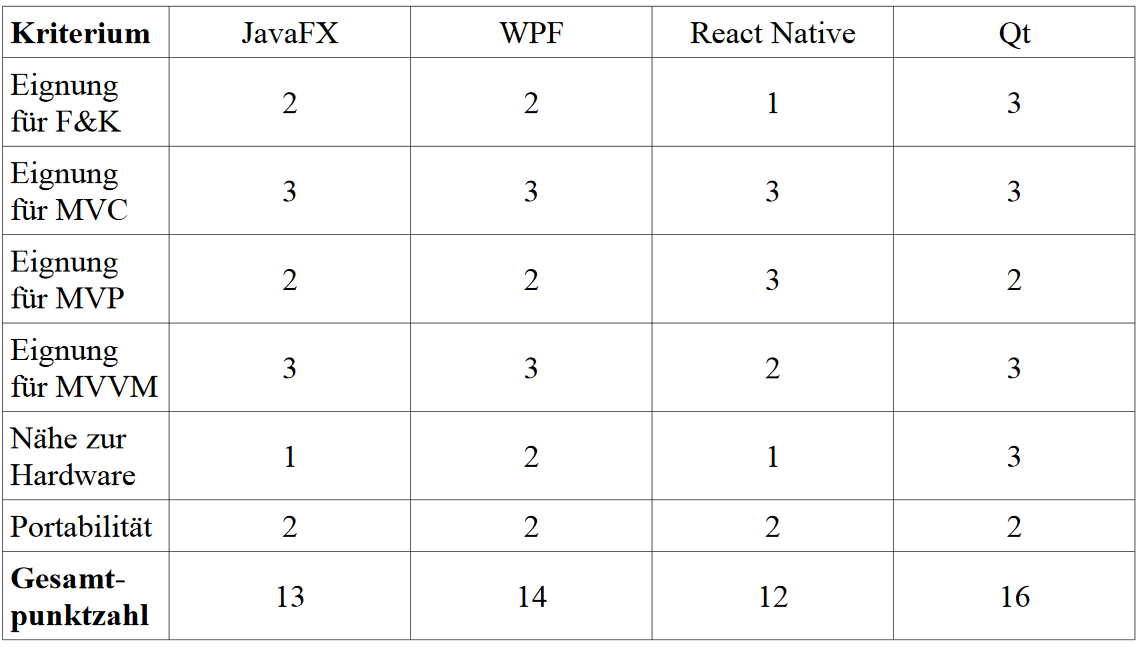 Kriterium JavaFX WPF React Native Qt
Eignung
für F&K 2 2 1 3
Eignung
für MVC 3 3 3 3
Eignung
für MVP 2 2 3 2
Eignung
für MVVM 3 3 2 3
Nähe zur
Hardware 1 2 1 3
Portabilität 2 2 2 2
Gesamt-
punktzahl 13 14 12 16